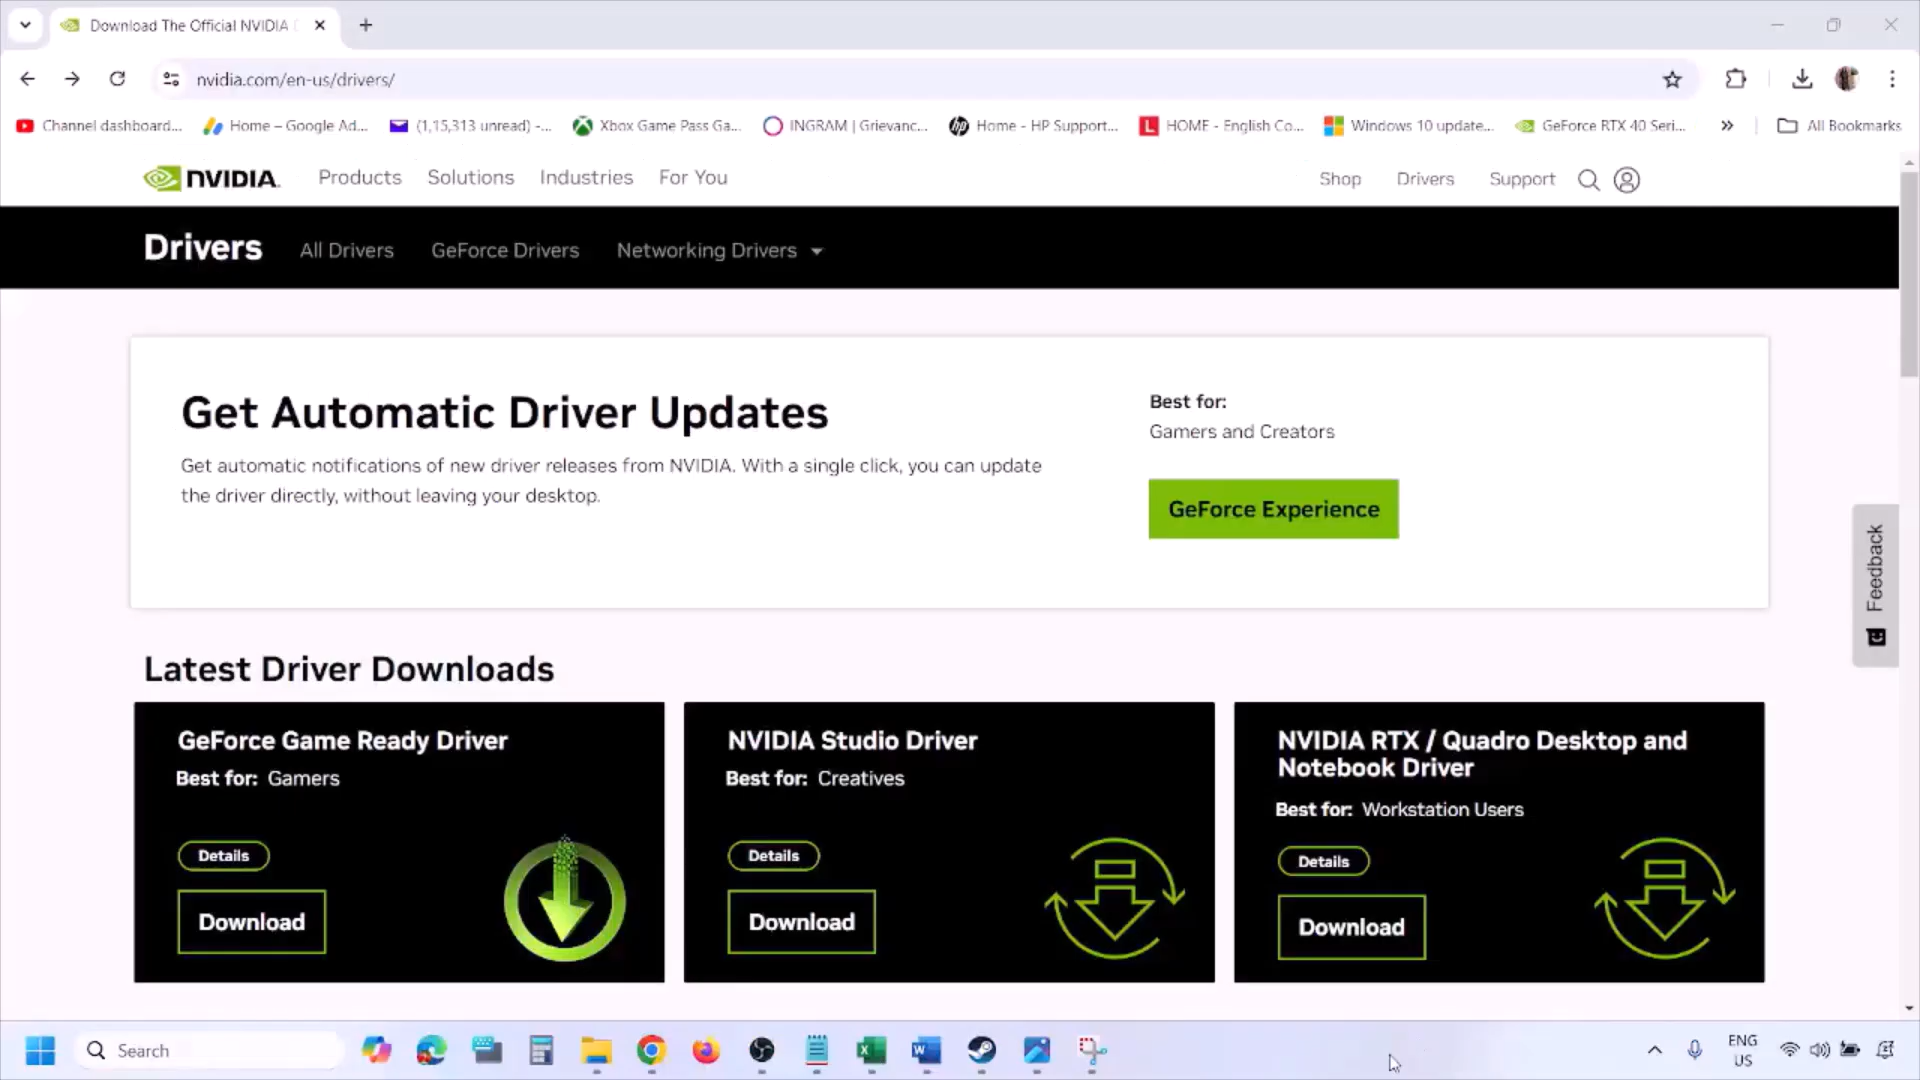 Download The Official NVIDIA
nvidia.com/en-us/drivers/
Channel dashboard...
Home – Google Ad...
(1,15,313 unread) -...
Xbox Game Pass Ga...
INGRAM | Grievanc...
Home - HP Support...
HOME - English Co...
Windows 10 update...
GeForce RTX 40 Seri...
All Bookmarks
NVIDIA.
Products
Solutions
Industries
For You
Shop
Drivers
Support
Drivers
All Drivers
GeForce Drivers
Networking Drivers
Get Automatic Driver Updates
Get automatic notifications of new driver releases from NVIDIA. With a single click, you can update
the driver directly, without leaving your desktop.
Best for:
Gamers and Creators
GeForce Experience
Feedback
Latest Driver Downloads
GeForce Game Ready Driver
Best for: Gamers
Details
Download
NVIDIA Studio Driver
Best for: Creatives
Details
Download
NVIDIA RTX / Quadro Desktop and
Notebook Driver
Best for: Workstation Users
Details
Download
Search
ENG
US